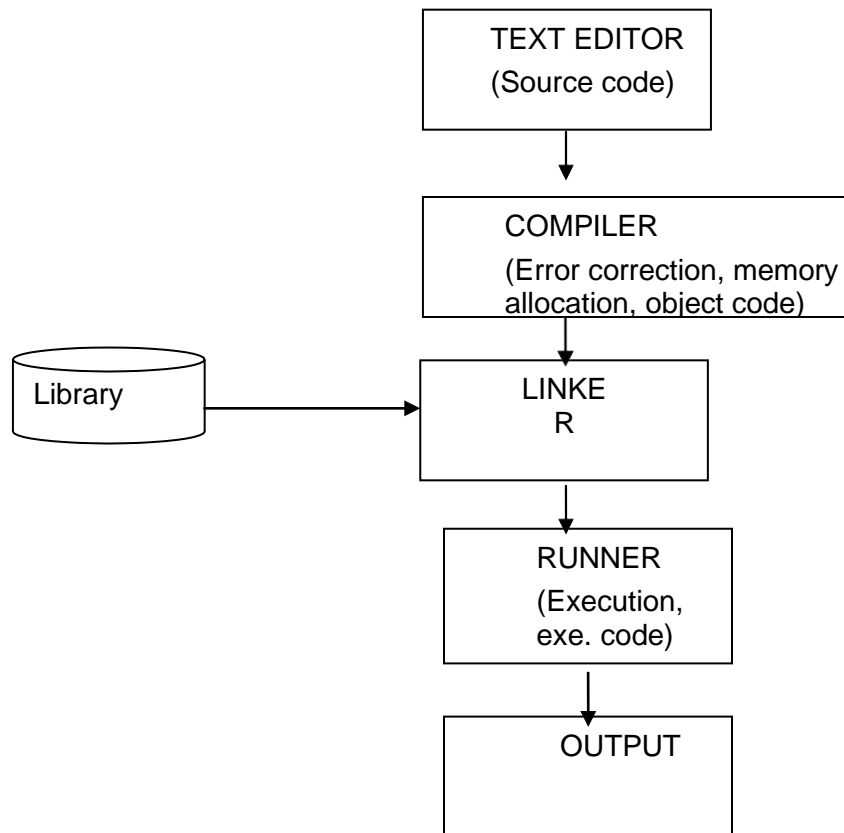 TEXT EDITOR
(Source code)
COMPILER
(Error correction, memory
allocation, object code)
Library
LINKE
R
RUNNER
(Execution,
exe. code)
OUTPUT